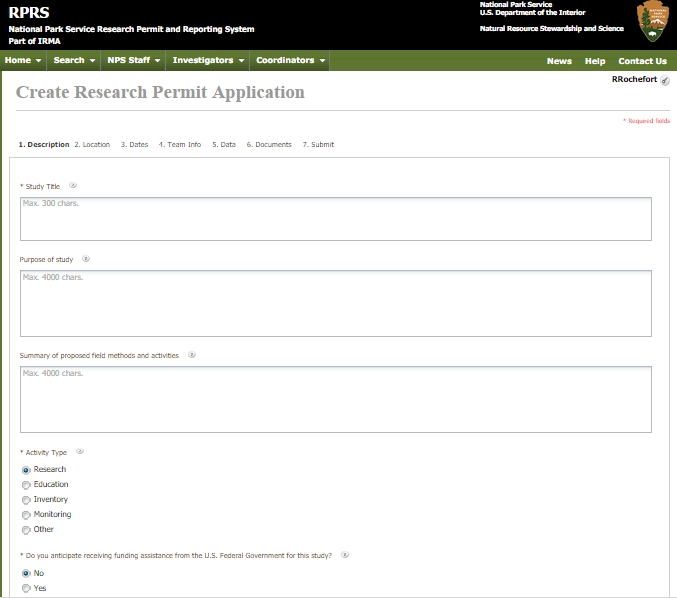 RPRS
National Park Service Research Permit and Reporting System
Part of IRMA
National Park Service
U.S. Department of the Interior
Natural Resource Stewardship and Science
Home Search NPS Staff Investigators Coordinators News Help Contact Us
RRochefort
Create Research Permit Application
* Required fields
1. Description 2. Location 3. Dates 4. Team Info 5. Data 6. Documents 7. Submit
* Study Title
Max. 300 chars.
Purpose of study
Max. 4000 chars.
Summary of proposed field methods and activities
Max. 4000 chars.
* Activity Type
Research
Education
Inventory
Monitoring
Other
* Do you anticipate receiving funding assistance from the U.S. Federal Government for this study?
No
Yes